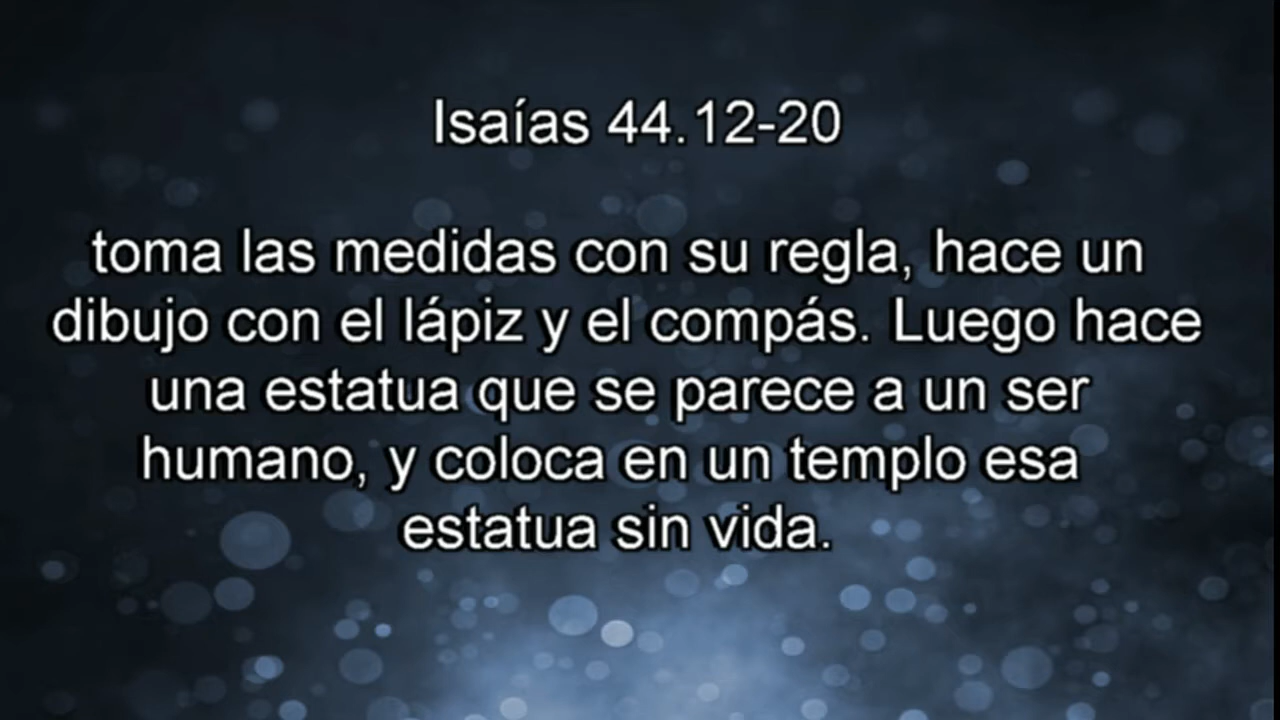 Isaías 44.12-20
toma las medidas con su regla, hace un
dibujo con el lápiz y el compás. Luego hace
una estatua que se parece a un ser
humano, y coloca en un templo esa
estatua sin vida.